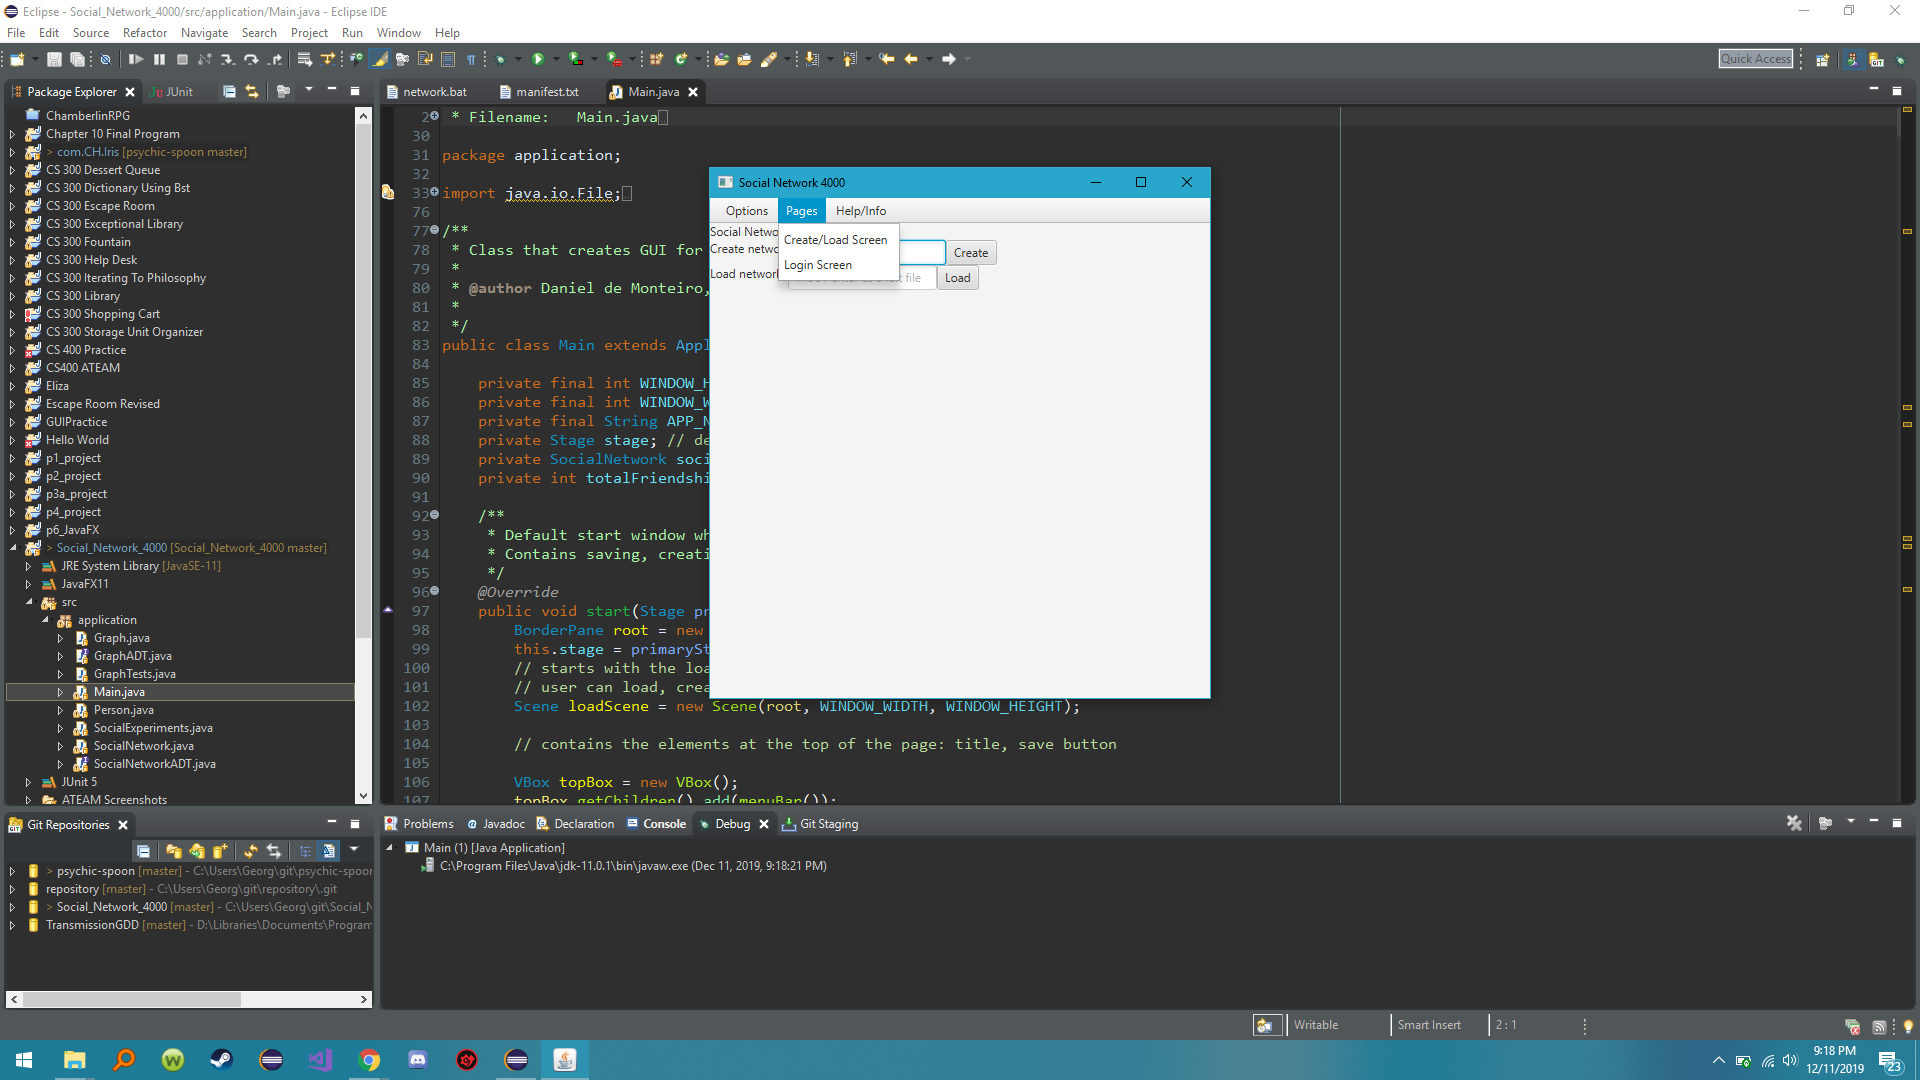 Eclipse - Social_Network_4000/src/application/Main.java - Eclipse IDE
File Edit Source Refactor Navigate Search Project Run Window Help
Quick Access
Package Explorer
JUnit
ChamberlinRPG
Chapter 10 Final Program
> com.CH.Iris [psychic-spoon master]
CS 300 Dessert Queue
CS 300 Dictionary Using Bst
CS 300 Escape Room
CS 300 Exceptional Library
CS 300 Fountain
CS 300 Help Desk
CS 300 Iterating To Philosophy
CS 300 Library
CS 300 Shopping Cart
CS 300 Storage Unit Organizer
CS 400 Practice
CS400 ATEAM
Eliza
Escape Room Revised
GUIPractice
Hello World
p1_project
p2_project
p3a_project
p4_project
p6_JavaFX
> Social_Network_4000 [Social_Network_4000 master]
JRE System Library [JavaSE-11]
JavaFX11
src
application
Graph.java
GraphADT.java
GraphTests.java
Main.java
Person.java
SocialExperiments.java
SocialNetwork.java
SocialNetworkADT.java
JUnit 5
ATEAM Screenshots
network.bat
manifest.txt
Main.java
2 * Filename: Main.java
30
31 package application;
32
33 import java.io.File;
76
77 /**
78 * Class that creates GUI for
79 *
80 * @author Daniel de Monteiro,
81 *
82 */
83 public class Main extends Appl
84
85 private final int WINDOW_H
86 private final int WINDOW_W
87 private final String APP_N
88 private Stage stage; // de
89 private SocialNetwork soci
90 private int totalFriendshi
91
92 /**
93 * Default start window wh
94 * Contains saving, creati
95 */
96 @Override
97 public void start(Stage pr
98 BorderPane root = new
99 this.stage = primarySt
100 // starts with the loa
101 // user can load, crea
102 Scene loadScene = new Scene(root, WINDOW_WIDTH, WINDOW_HEIGHT);
103
104 // contains the elements at the top of the page: title, save button
105
106 VBox topBox = new VBox();
107 topBox.getChildren().add(menuBar());
Social Network 4000
Options Pages Help/Info
Social Netwo
Create netwo
Create/Load Screen
Create
Login Screen
Load network
file
Load
Git Repositories
> psychic-spoon [master] - C:\Users\Georg\git\psychic-spoon
repository [master] - C:\Users\Georg\git\repository\.git
> Social_Network_4000 [master] - C:\Users\Georg\git\Social_N
TransmissionGDD [master] - D:\Libraries\Documents\Program
Problems Javadoc Declaration Console Debug Git Staging
Main (1) [Java Application]
C:\Program Files\Java\jdk-11.0.1\bin\javaw.exe (Dec 11, 2019, 9:18:21 PM)
Writable Smart Insert 2 : 1
9:18 PM
12/11/2019
23